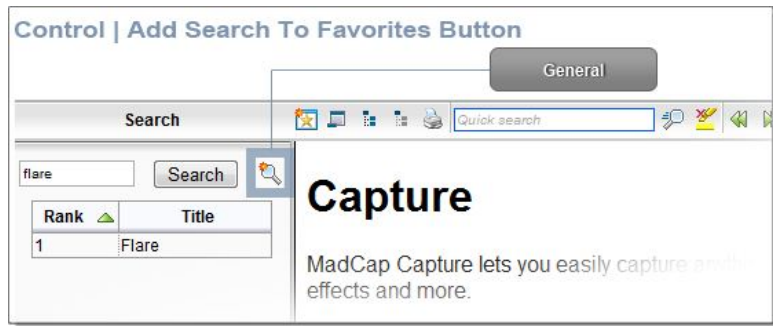 Control | Add Search To Favorites Button
General
Search
Quick search
flare
Search
Rank Title
1 Flare
Capture
MadCap Capture lets you easily capture
effects and more.